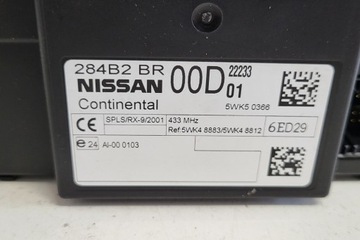 284B2 BR 00D 22233
NISSAN 01
Continental 5WK5 0366
CE SPLS/RX-9/2001 433 MHz
Ref:5WK4 8883/5WK4 8812 6ED29
e 24 AI-00 0103